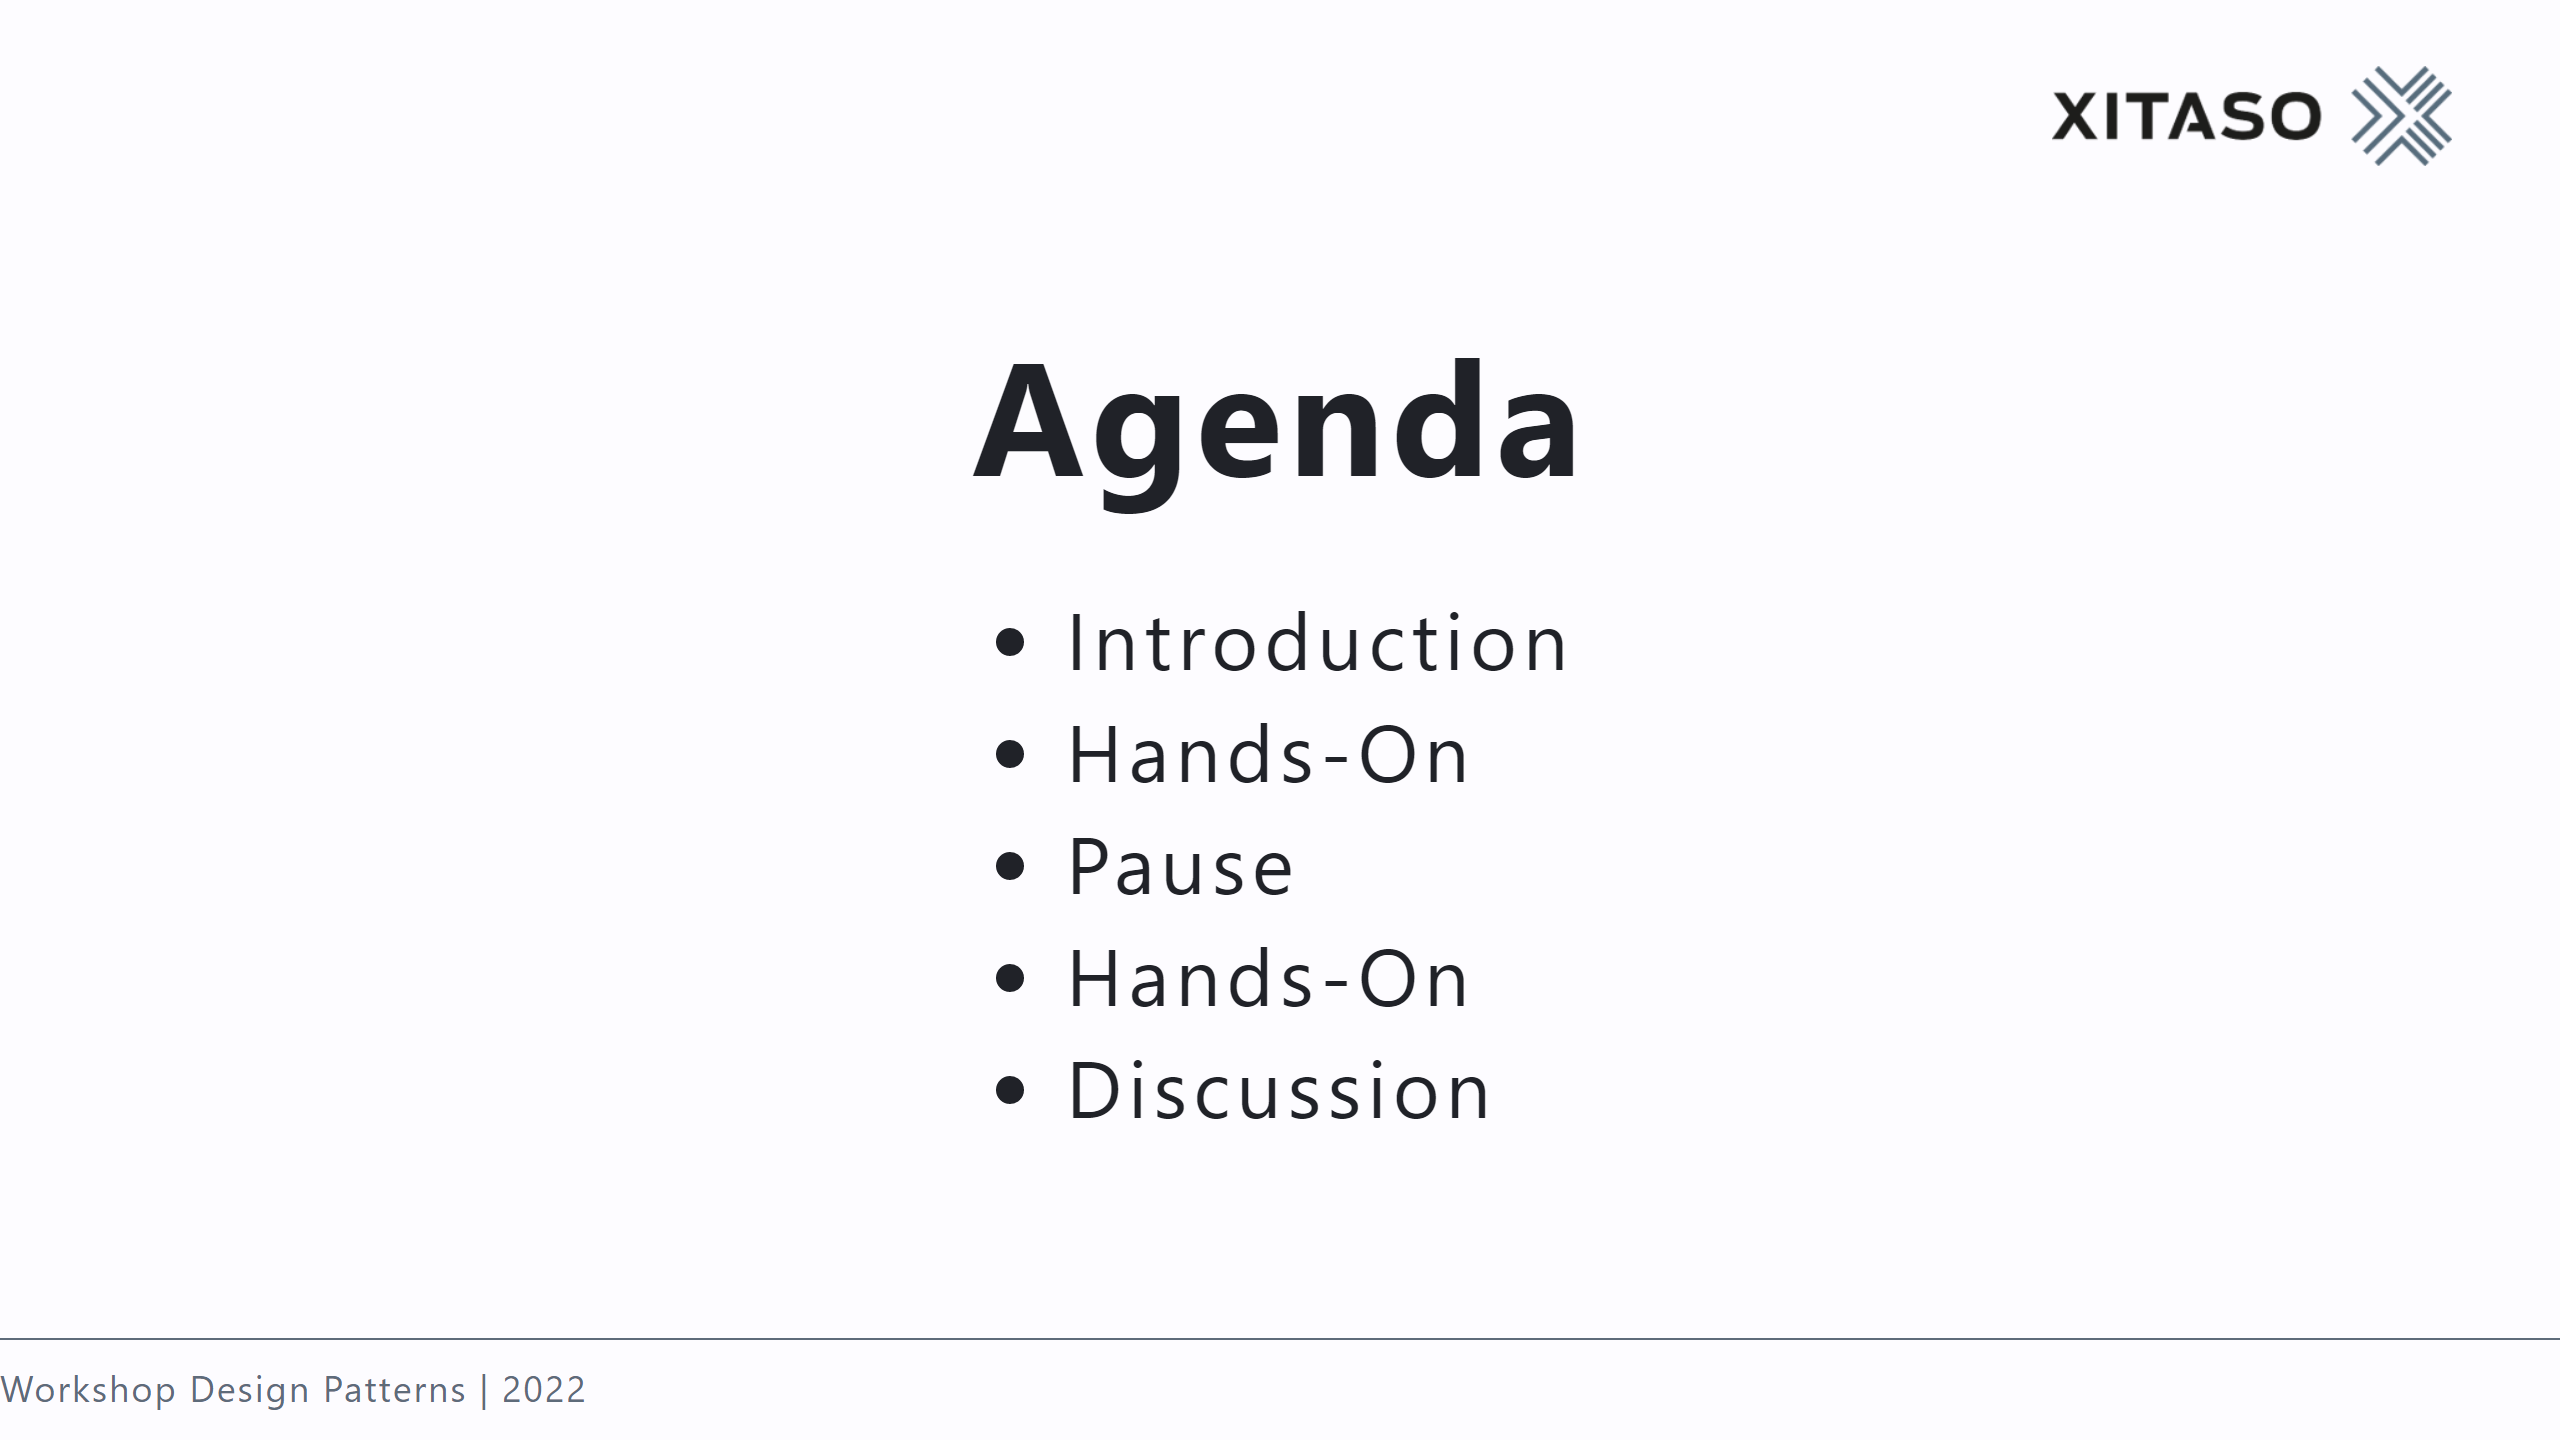 XITASO
Agenda
• Introduction
• Hands-On
• Pause
• Hands-On
• Discussion
Workshop Design Patterns | 2022